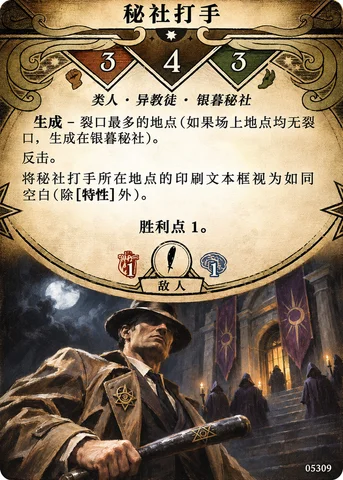 秘社打手
3 4 3
类人 · 异教徒 · 银暮秘社
生成 – 裂口最多的地点(如果场上地点均无裂
口，生成在银暮秘社)。
反击。
将秘社打手所在地点的印刷文本框视为如同
空白(除[特性]外)。
胜利点 1。
1 1
敌人
05309